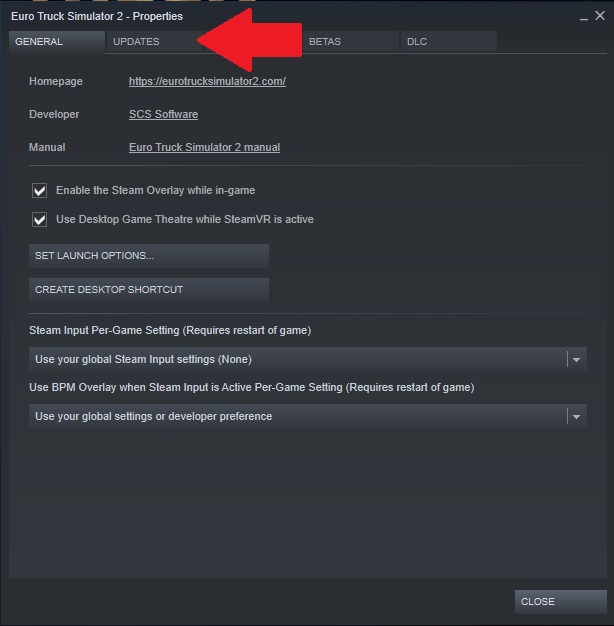 Euro Truck Simulator 2 - Properties
GENERAL UPDATES BETAS DLC
Homepage https://eurotrucksimulator2.com/
Developer SCS Software
Manual Euro Truck Simulator 2 manual
Enable the Steam Overlay while in-game
Use Desktop Game Theatre while SteamVR is active
SET LAUNCH OPTIONS...
CREATE DESKTOP SHORTCUT
Steam Input Per-Game Setting (Requires restart of game)
Use your global Steam Input settings (None)
Use BPM Overlay when Steam Input is Active Per-Game Setting (Requires restart of game)
Use your global settings or developer preference
CLOSE